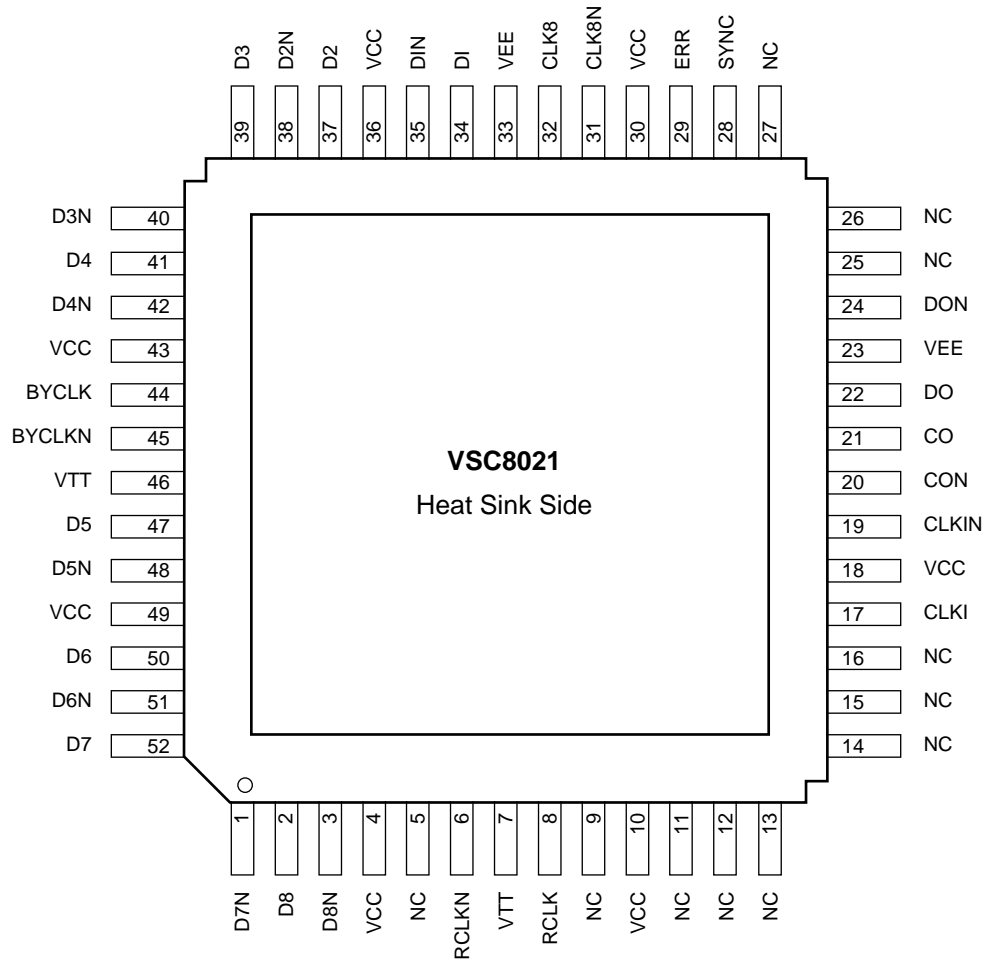 D3 D2N D2 VCC DIN DI VEE CLK8 CLK8N VCC ERR SYNC NC
39 38 37 36 35 34 33 32 31 30 29 28 27
D3N 40 26 NC
D4 41 25 NC
D4N 42 24 DON
VCC 43 23 VEE
BYCLK 44 22 DO
BYCLKN 45 21 CO
VSC8021
VTT 46 20 CON
Heat Sink Side
D5 47 19 CLKIN
D5N 48 18 VCC
VCC 49 17 CLKI
D6 50 16 NC
D6N 51 15 NC
D7 52 14 NC
1 2 3 4 5 6 7 8 9 10 11 12 13
D7N D8 D8N VCC NC RCLKN VTT RCLK NC VCC NC NC NC